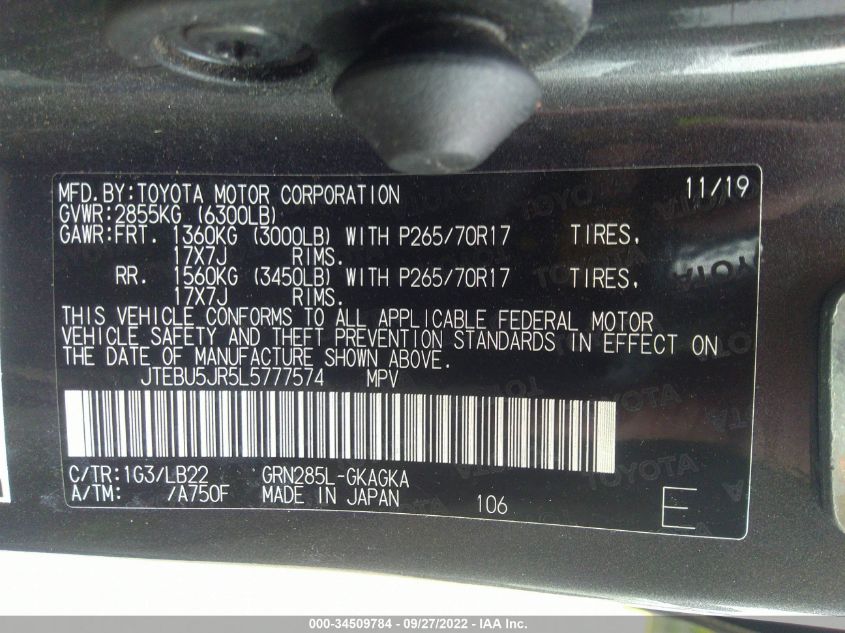 MFD.BY:TOYOTA MOTOR CORPORATION 11/19
GVWR:2855KG (6300LB)
GAWR:FRT. 1360KG (3000LB) WITH P265/70R17 TIRES,
17X7J RIMS.
RR. 1560KG (3450LB) WITH P265/70R17 TIRES,
17X7J RIMS.
THIS VEHICLE CONFORMS TO ALL APPLICABLE FEDERAL MOTOR
VEHICLE SAFETY AND THEFT PREVENTION STANDARDS IN EFFECT ON
THE DATE OF MANUFACTURE SHOWN ABOVE.
JTEBU5JR5L5777574 MPV
C/TR:1G3/LB22 GRN285L-GKAGKA
A/TM: /A750F MADE IN JAPAN 106 E
000-34509784 - 09/27/2022 - IAA Inc.